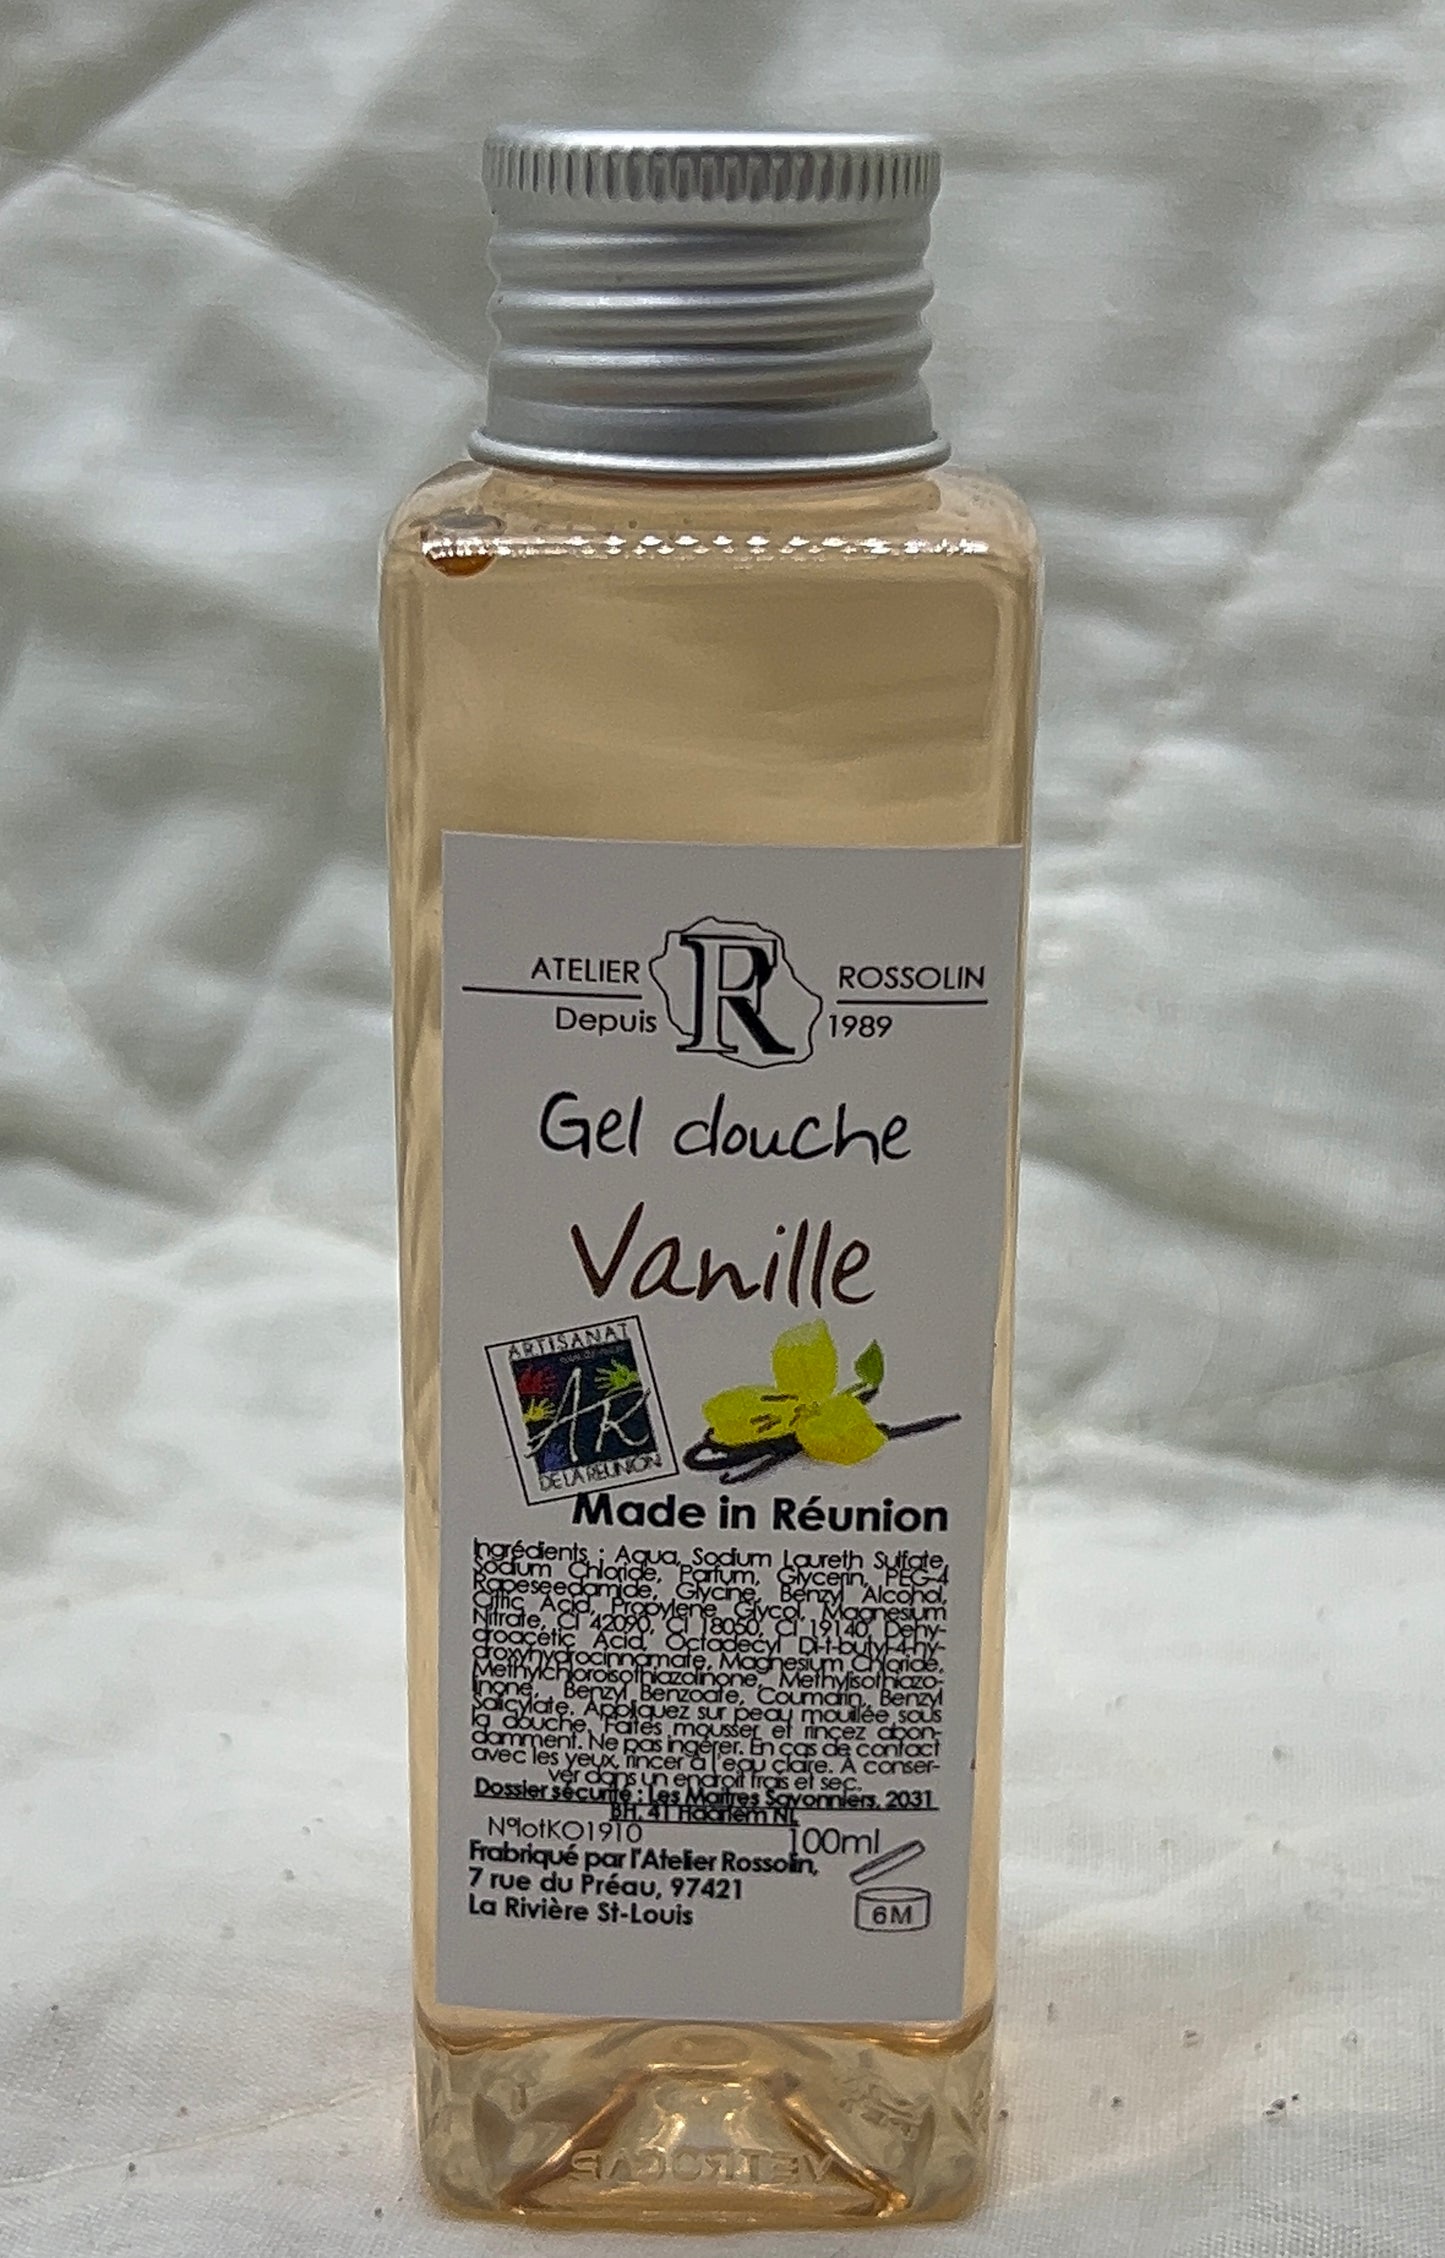 ATELIER R ROSSOLIN
Depuis 1989
Gel douche
Vanille
ARTISANAT
AR
DE LA RÉUNION
Made in Réunion
Ingrédients : Aqua, Sodium Laureth Sulfate,
Sodium Chloride, Parfum, Glycerin, PEG-4
Rapeseedamide, Glycine, Benzyl Alcohol,
Citric Acid, Propylene Glycol, Magnesium
Nitrate, CI 42090, CI 18050, CI 19140, Dehy-
droacetic Acid, Octadecyl Di-t-butyl-4-hy-
droxyhydrocinnamate, Magnesium Chloride,
Methylchloroisothiazolinone, Methylisothiazo-
linone, Benzyl Benzoate, Coumarin, Benzyl
Salicylate. Appliquez sur peau mouillée sous
la douche. Faites mousser et rincez abon-
damment. Ne pas ingérer. En cas de contact
avec les yeux, rincer à l'eau claire. A conser-
ver dans un endroit frais et sec.
Dossier sécurité : Les Maitres Savonniers, 2031
BH, 41 Haarlem NL
N°lotKO1910
100ml
Frabriqué par l'Atelier Rossolin,
7 rue du Préau, 97421
La Rivière St-Louis
6M
VETROCAP